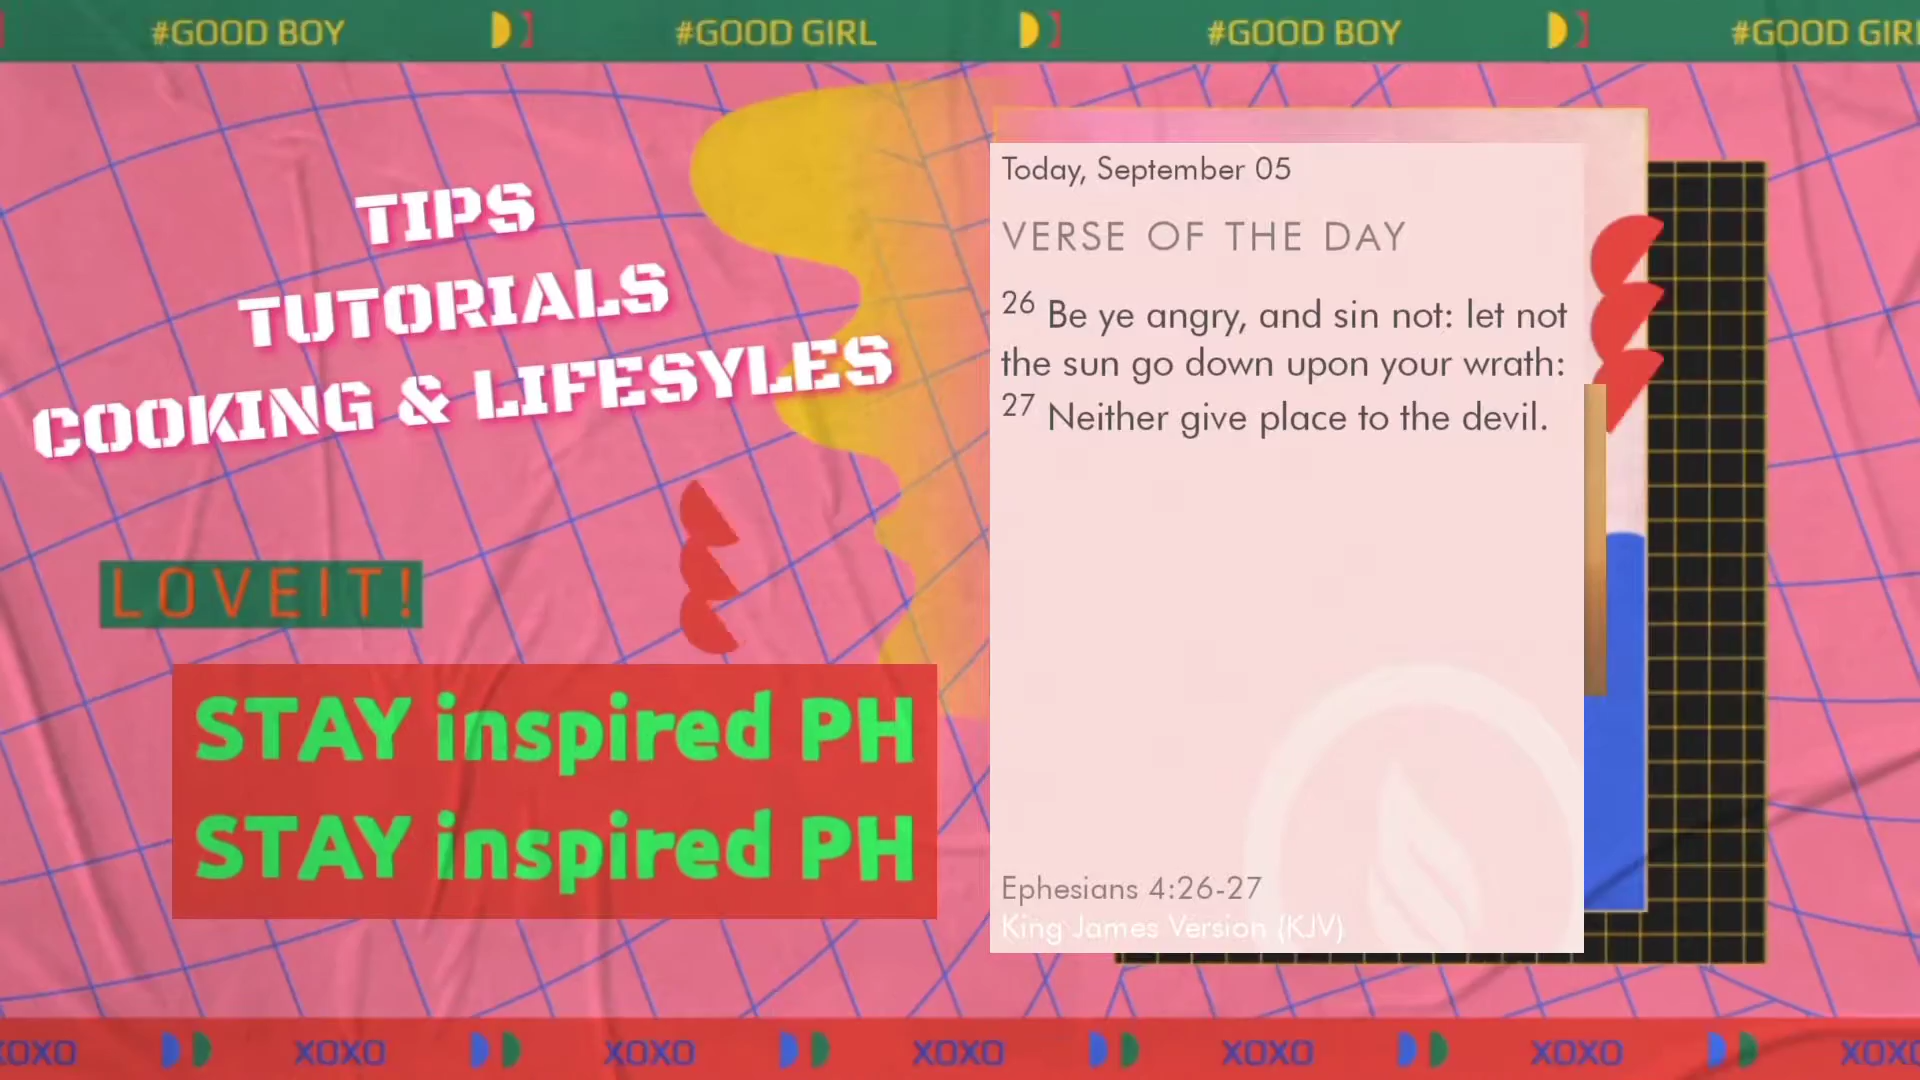 #GOOD BOY #GOOD GIRL #GOOD BOY #GOOD GIRL
TIPS
TUTORIALS
COOKING & LIFESYLES
LOVEIT!
STAY inspired PH
STAY inspired PH
Today, September 05
VERSE OF THE DAY
26 Be ye angry, and sin not: let not
the sun go down upon your wrath:
27 Neither give place to the devil.
Ephesians 4:26-27
King James Version (KJV)
XOXO XOXO XOXO XOXO XOXO XOXO XOXO